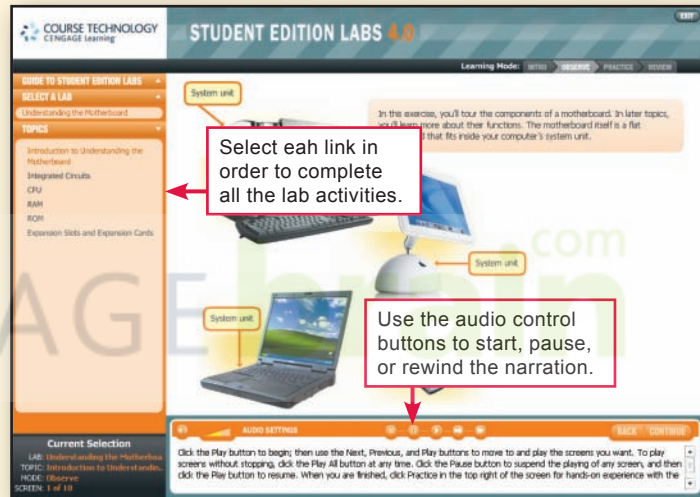 COURSE TECHNOLOGY
CENGAGE Learning
STUDENT EDITION LABS 4.0
EXIT
Learning Mode: INTRO OBSERVE PRACTICE REVIEW
GUIDE TO STUDENT EDITION LABS
SELECT A LAB
Understanding the Motherboard
TOPICS
Introduction to Understanding the
Motherboard
Integrated Circuits
CPU
RAM
ROM
Expansion Slots and Expansion Cards
System unit
In this exercise, you'll tour the components of a motherboard. In later topics,
you'll learn more about their functions. The motherboard itself is a flat
that fits inside your computer's system unit.
Select eah link in
order to complete
all the lab activities.
System unit
System unit
Use the audio control
buttons to start, pause,
or rewind the narration.
AGE brain .com
AUDIO SETTINGS
BACK CONTINUE
Click the Play button to begin; then use the Next, Previous, and Play buttons to move to and play the screens you want. To play
screens without stopping, click the Play All button at any time. Click the Pause button to suspend the playing of any screen, and then
click the Play button to resume. When you are finished, click Practice in the top right of the screen for hands-on experience with the
Current Selection
LAB: Understanding the Motherboa
TOPIC: Introduction to Understandin...
MODE: Observe
SCREEN: 1 of 10